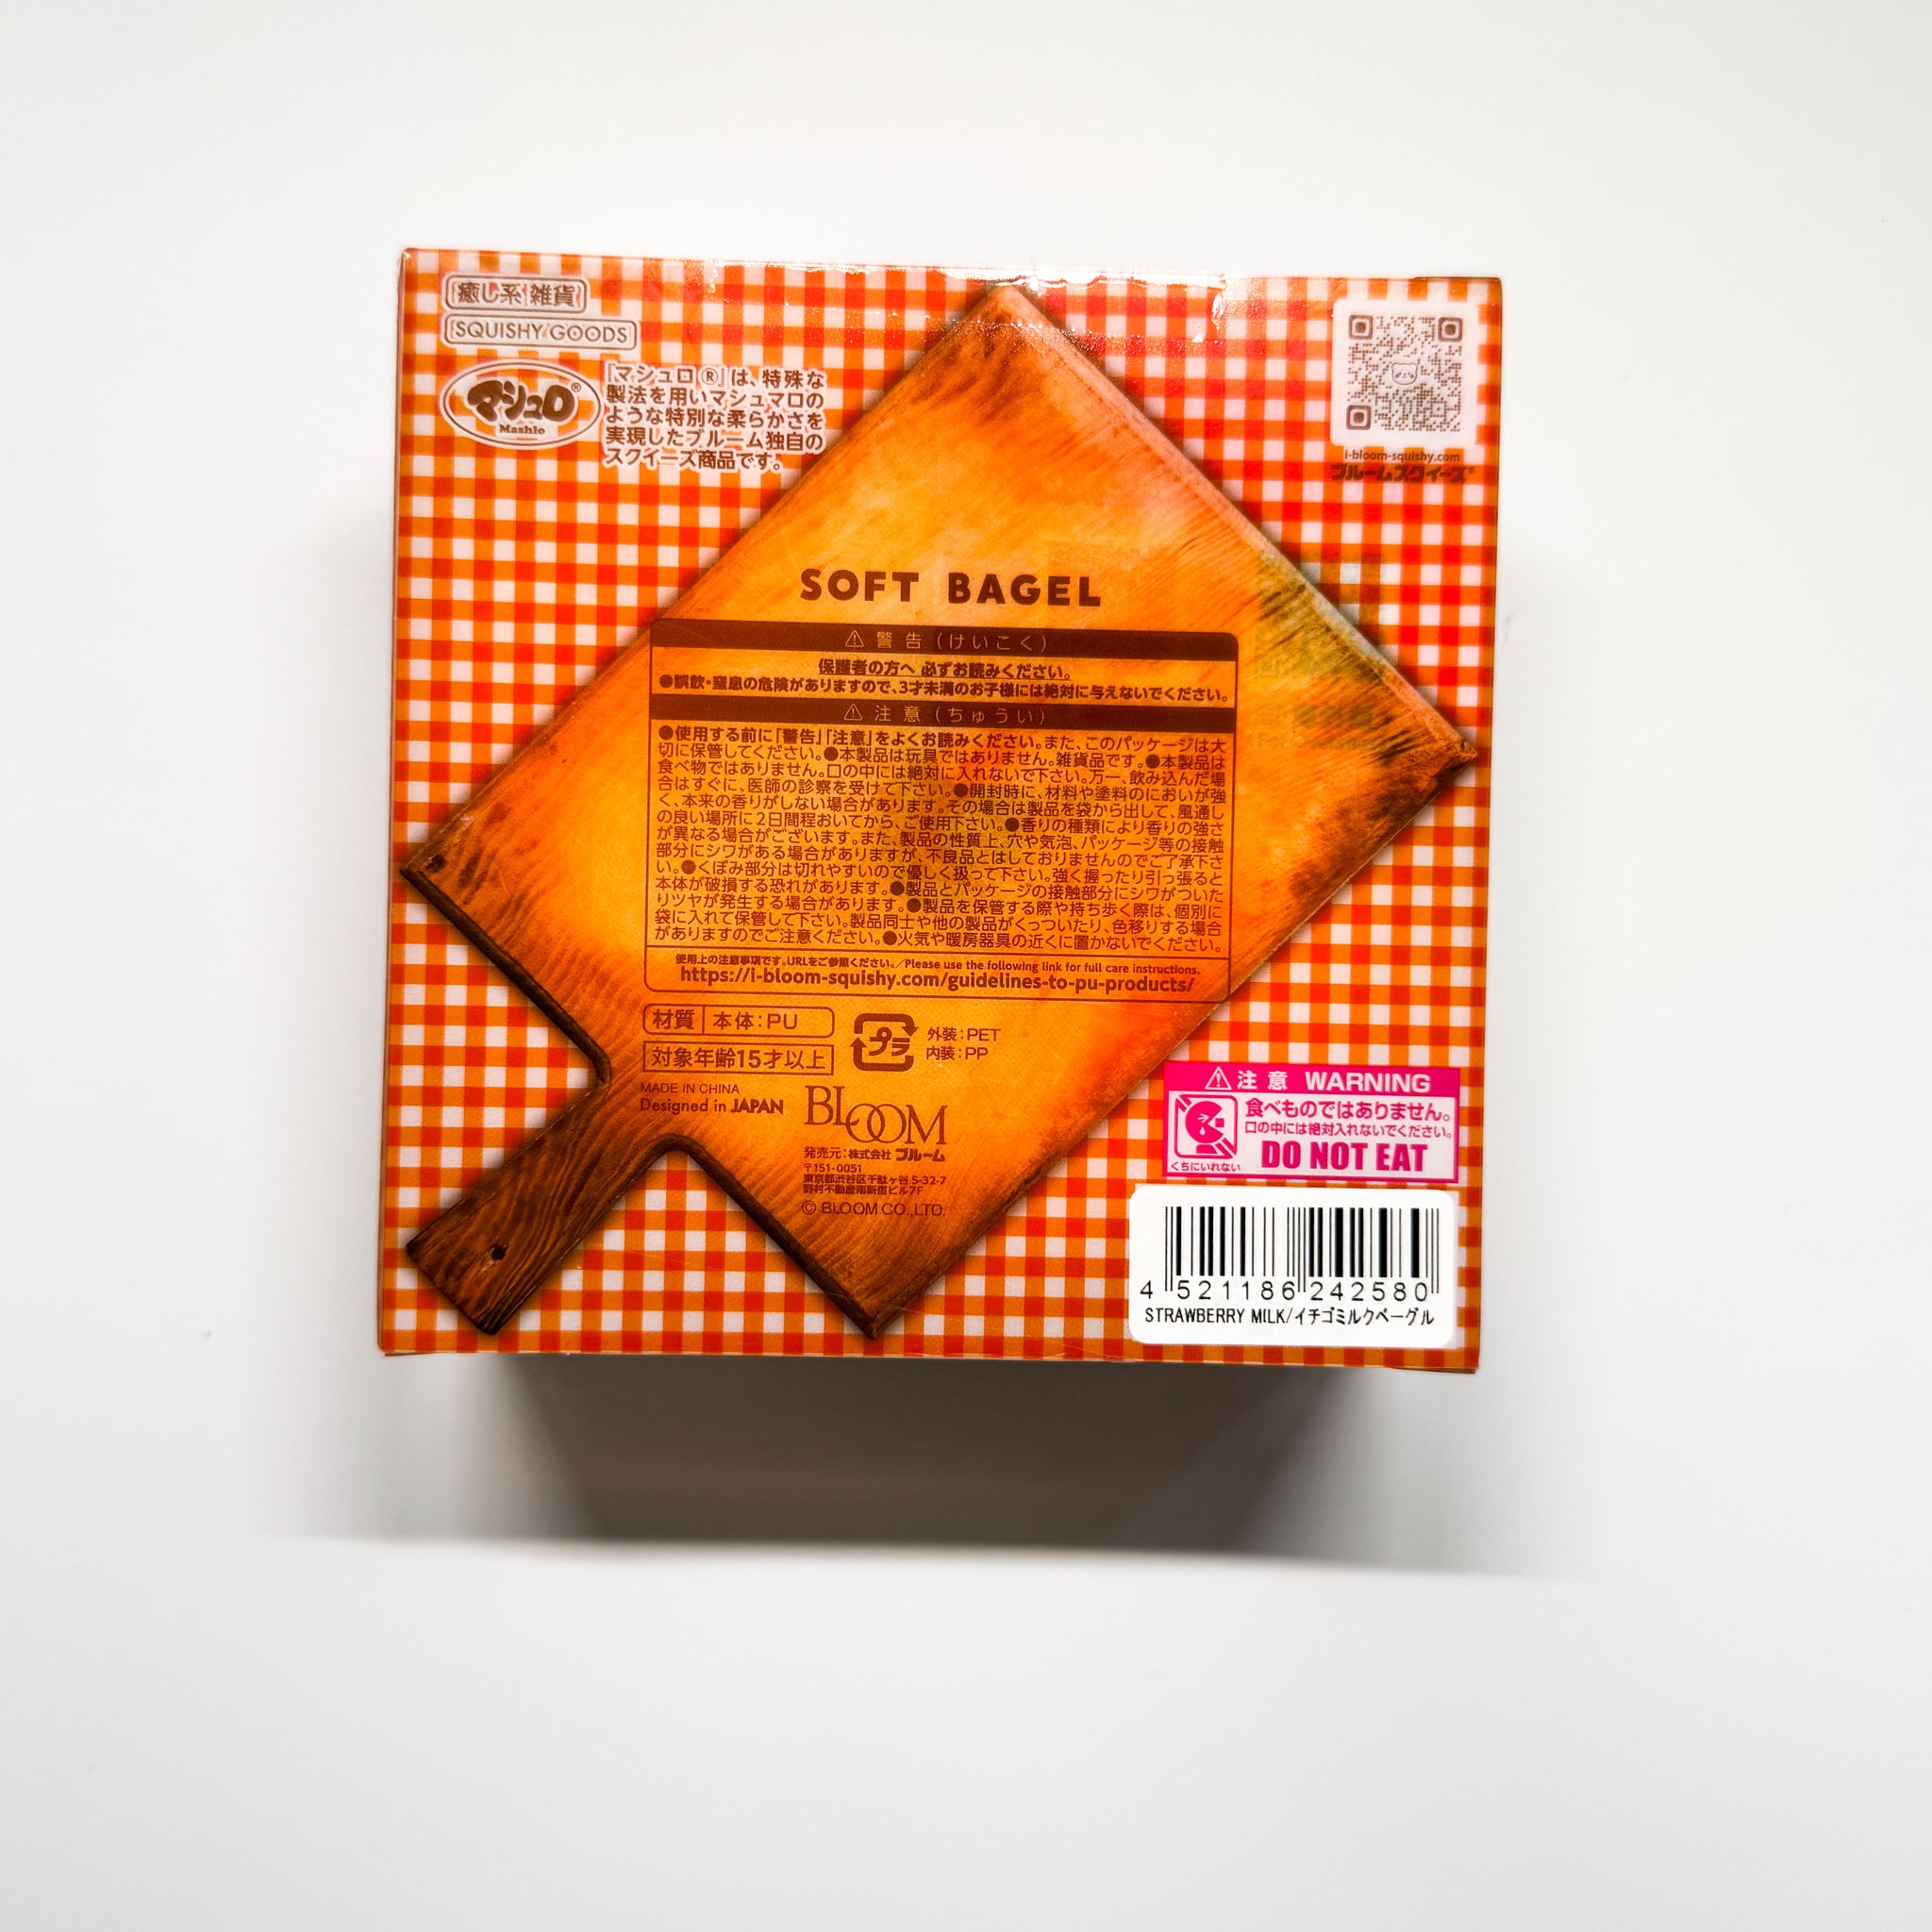 癒し系 雑貨
SQUISHY GOODS
マシュロ®
Mashlo
『マシュロ®』は、特殊な
製法を用いマシュマロの
ような特別な柔らかさを
実現したブルーム独自の
スクイーズ商品です。
i-bloom-squishy.com
ブルームスクイーズ®
SOFT BAGEL
⚠ 警告(けいこく)
保護者の方へ 必ずお読みください。
●誤飲・窒息の危険がありますので、3才未満のお子様には絶対に与えないでください。
⚠ 注意(ちゅうい)
●使用する前に「警告」「注意」をよくお読みください。また、このパッケージは大
切に保管してください。●本製品は玩具ではありません。雑貨品です。●本製品は
食べ物ではありません。口の中には絶対に入れないで下さい。万一、飲み込んだ場
合はすぐに、医師の診察を受けて下さい。●開封時に、材料や塗料のにおいが強
く、本来の香りがしない場合があります。その場合は製品を袋から出して、風通し
の良い場所に2日間程おいてから、ご使用下さい。●香りの種類により香りの強さ
が異なる場合がございます。また、製品の性質上、穴や気泡、パッケージ等の接触
部分にシワがある場合がありますが、不良品とはしておりませんのでご了承下さ
い。●くぼみ部分は切れやすいので優しく扱って下さい。強く握ったり引っ張ると
本体が破損する恐れがあります。●製品とパッケージの接触部分にシワがついた
りツヤが発生する場合があります。●製品を保管する際や持ち歩く際は、個別に
袋に入れて保管して下さい。製品同士や他の製品がくっついたり、色移りする場合
がありますのでご注意ください。●火気や暖房器具の近くに置かないでください。
使用上の注意事項です。URLをご参照ください。/Please use the following link for full care instructions.
https://i-bloom-squishy.com/guidelines-to-pu-products/
材質 本体:PU
対象年齢15才以上
プラ
外装:PET
内装:PP
MADE IN CHINA
Designed in JAPAN
BLOOM
発売元:株式会社 ブルーム
〒151-0051
東京都渋谷区千駄ヶ谷 5-32-7
野村不動産南新宿ビル7F
© BLOOM CO.,LTD.
⚠ 注意 WARNING
食べものではありません。
口の中には絶対入れないでください。
DO NOT EAT
くちにいれない
4 521186 242580
STRAWBERRY MILK/イチゴミルクベーグル